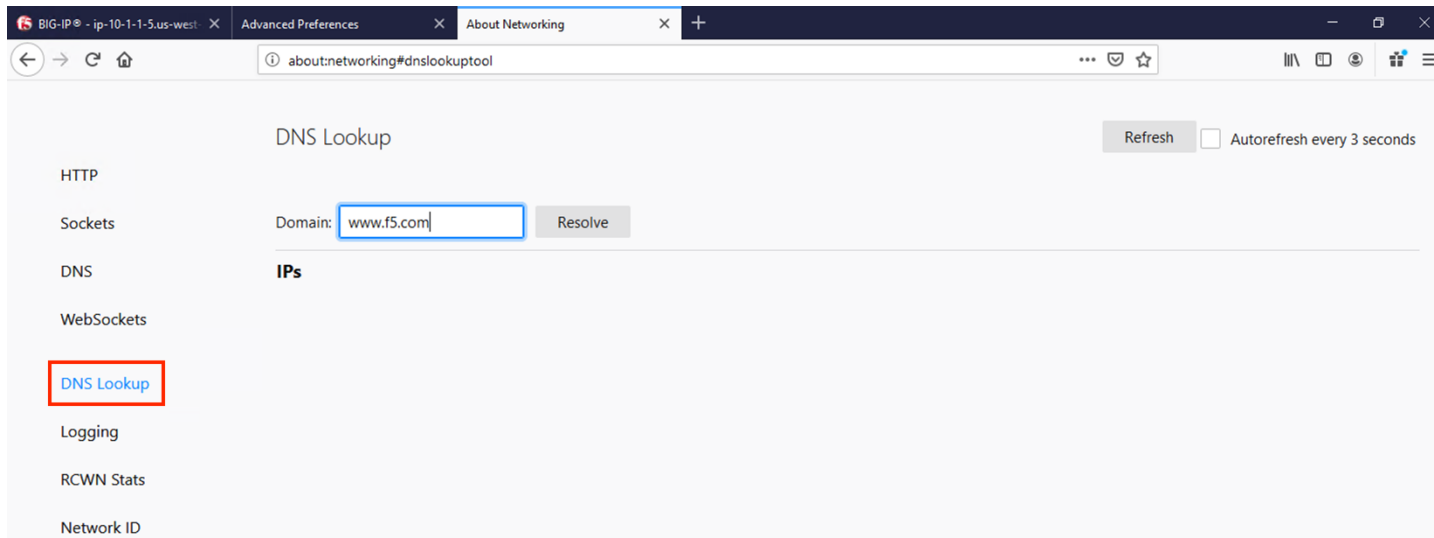 BIG-IP® - ip-10-1-1-5.us-west- Advanced Preferences About Networking
about:networking#dnslookuptool
DNS Lookup Refresh Autorefresh every 3 seconds
HTTP
Domain: www.f5.com Resolve
Sockets
IPs
DNS
WebSockets
DNS Lookup
Logging
RCWN Stats
Network ID